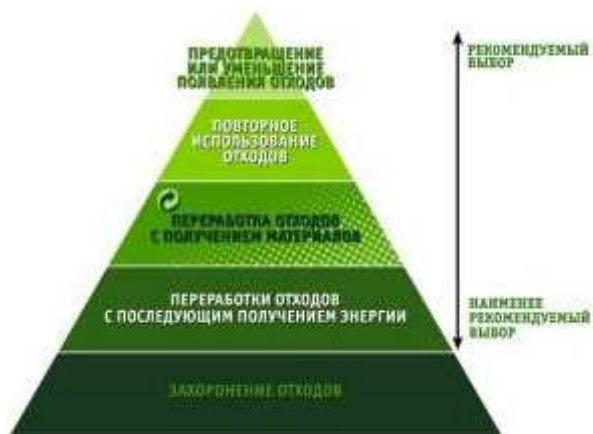 ПРЕДОТВРАЩЕНИЕ
ИЛИ УМЕНЬШЕНИЕ
ПОЯВЛЕНИЯ ОТХОДОВ
РЕКОМЕНДУЕМЫЙ
ВЫБОР
ПОВТОРНОЕ
ИСПОЛЬЗОВАНИЕ
ОТХОДОВ
ПЕРЕРАБОТКА ОТХОДОВ
С ПОЛУЧЕНИЕМ МАТЕРИАЛОВ
ПЕРЕРАБОТКИ ОТХОДОВ
С ПОСЛЕДУЮЩИМ ПОЛУЧЕНИЕМ ЭНЕРГИИ
НАИМЕНЕЕ
РЕКОМЕНДУЕМЫЙ
ВЫБОР
ЗАХОРОНЕНИЕ ОТХОДОВ